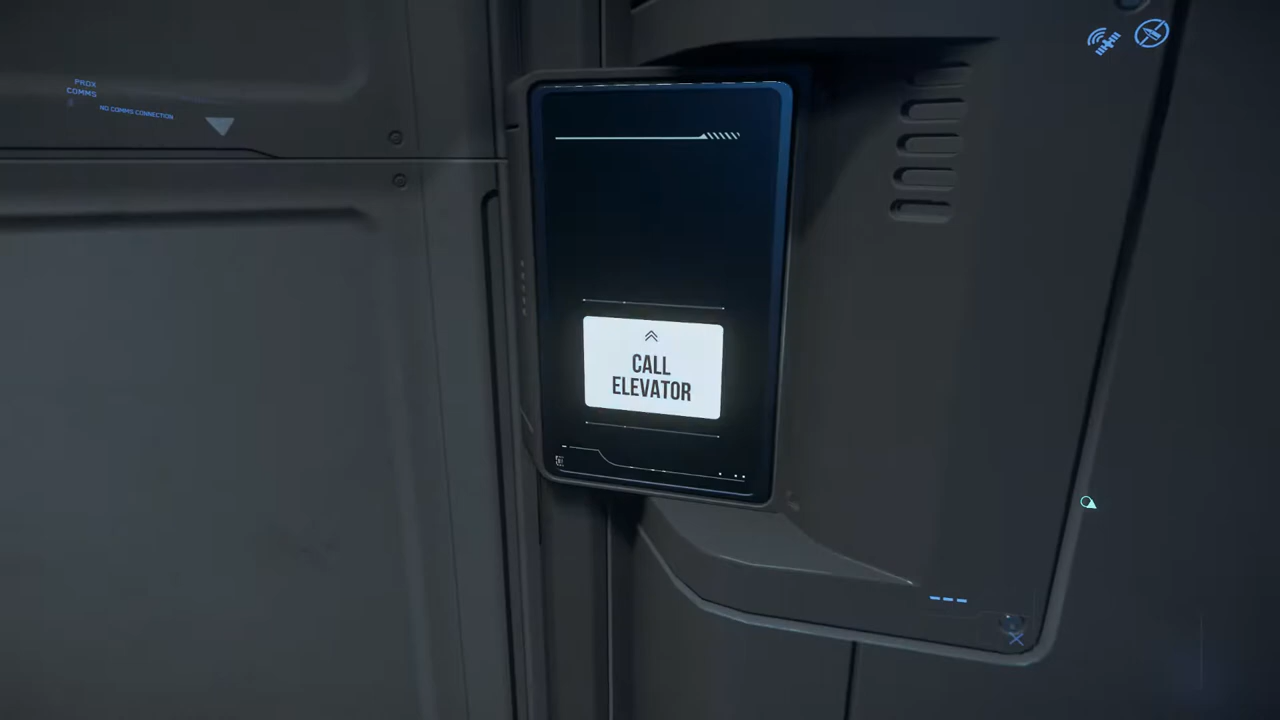 PROX
COMMS
NO COMMS CONNECTION
CALL
ELEVATOR